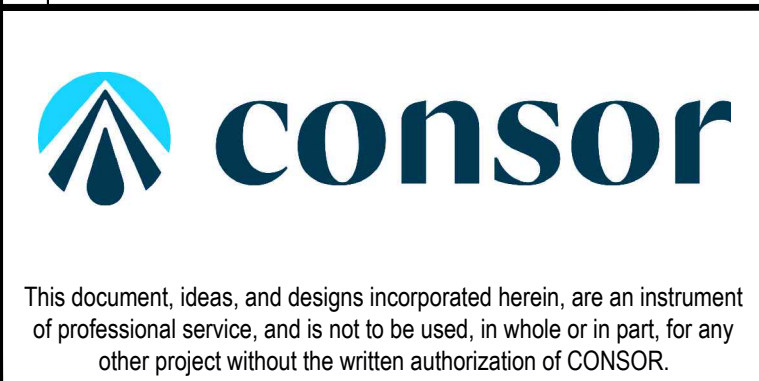 consor
This document, ideas, and designs incorporated herein, are an instrument
of professional service, and is not to be used, in whole or in part, for any
other project without the written authorization of CONSOR.